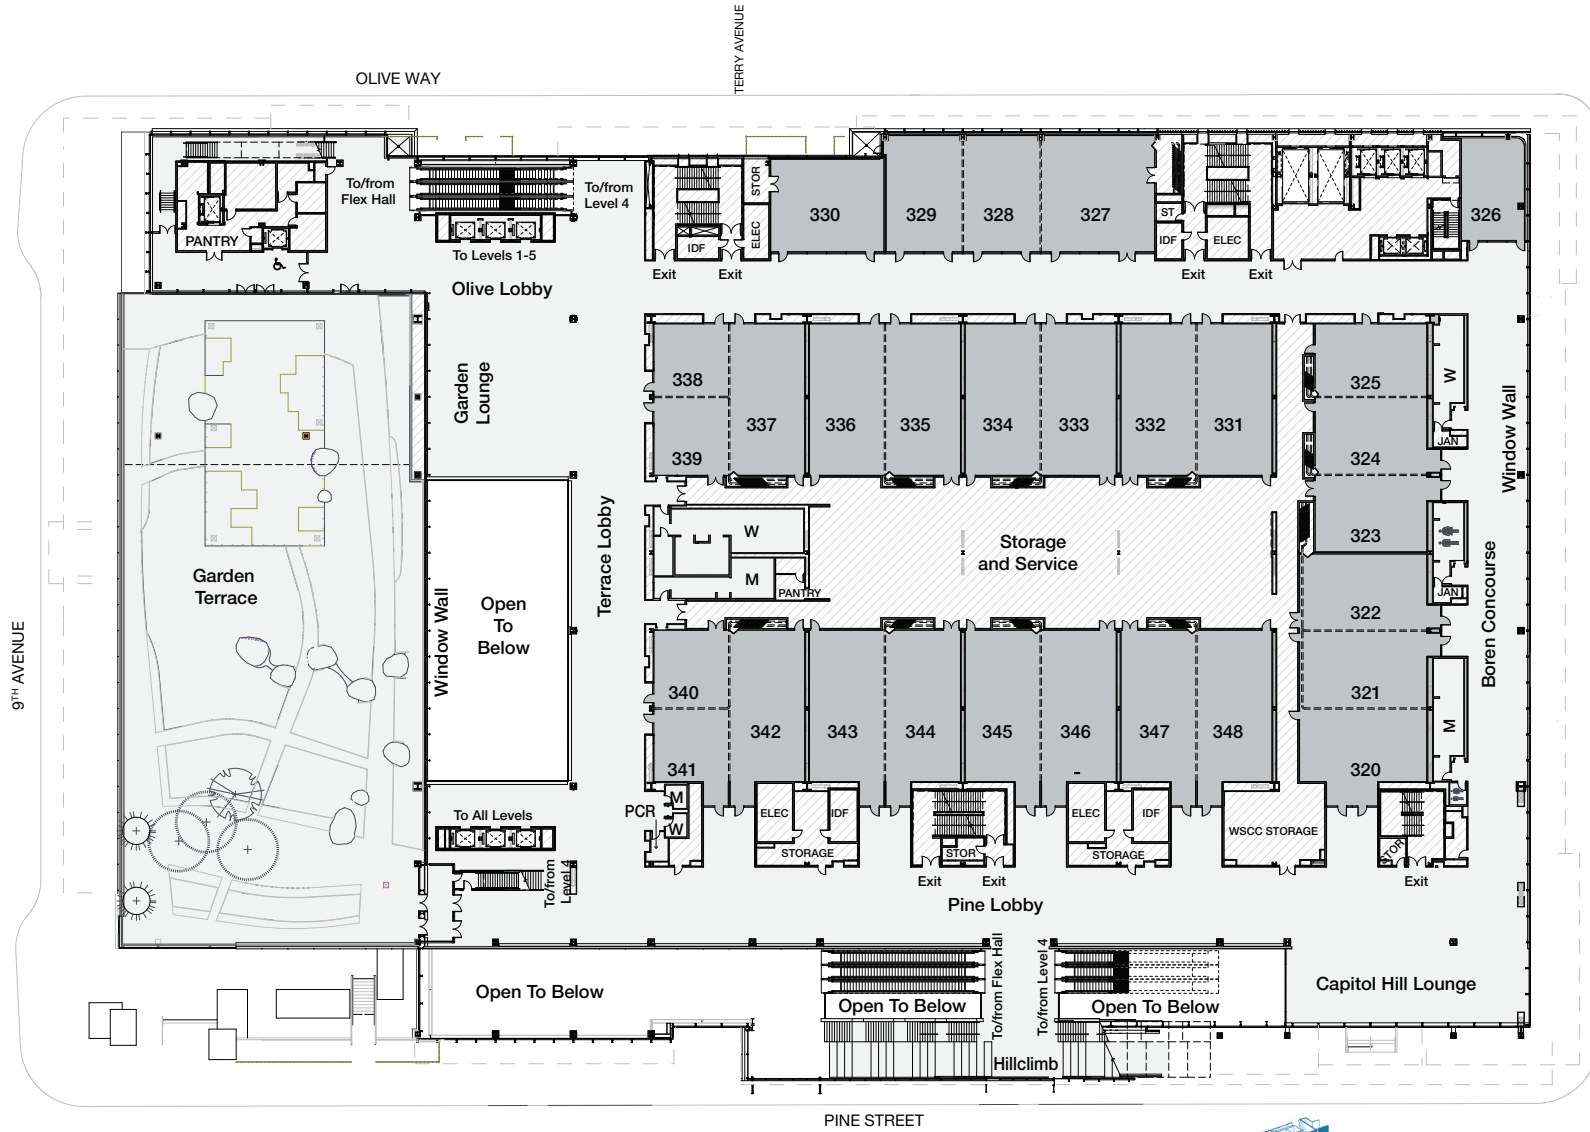 OLIVE WAY
TERRY AVENUE
To/from
Flex Hall
To/from
Level 4
PANTRY
To Levels 1-5
STOR
ELEC
IDF
Exit
Exit
330
329
328
327
ST
IDF
ELEC
Exit
Exit
326
Olive Lobby
Garden
Lounge
338
339
337
336
335
334
333
332
331
325
324
323
W
JAN
Window Wall
Terrace Lobby
W
M
PANTRY
Storage
and Service
322
321
320
JAN
M
Boren Concourse
Garden
Terrace
Window Wall
Open
To
Below
9TH AVENUE
340
341
342
343
344
345
346
347
348
To All Levels
PCR
M
W
ELEC
IDF
STORAGE
STOR
Exit
Exit
ELEC
IDF
STORAGE
WSCC STORAGE
STOR
Exit
To/from
Level 4
Pine Lobby
Open To Below
Open To Below
To/from Flex Hall
To/from Level 4
Open To Below
Capitol Hill Lounge
Hillclimb
PINE STREET